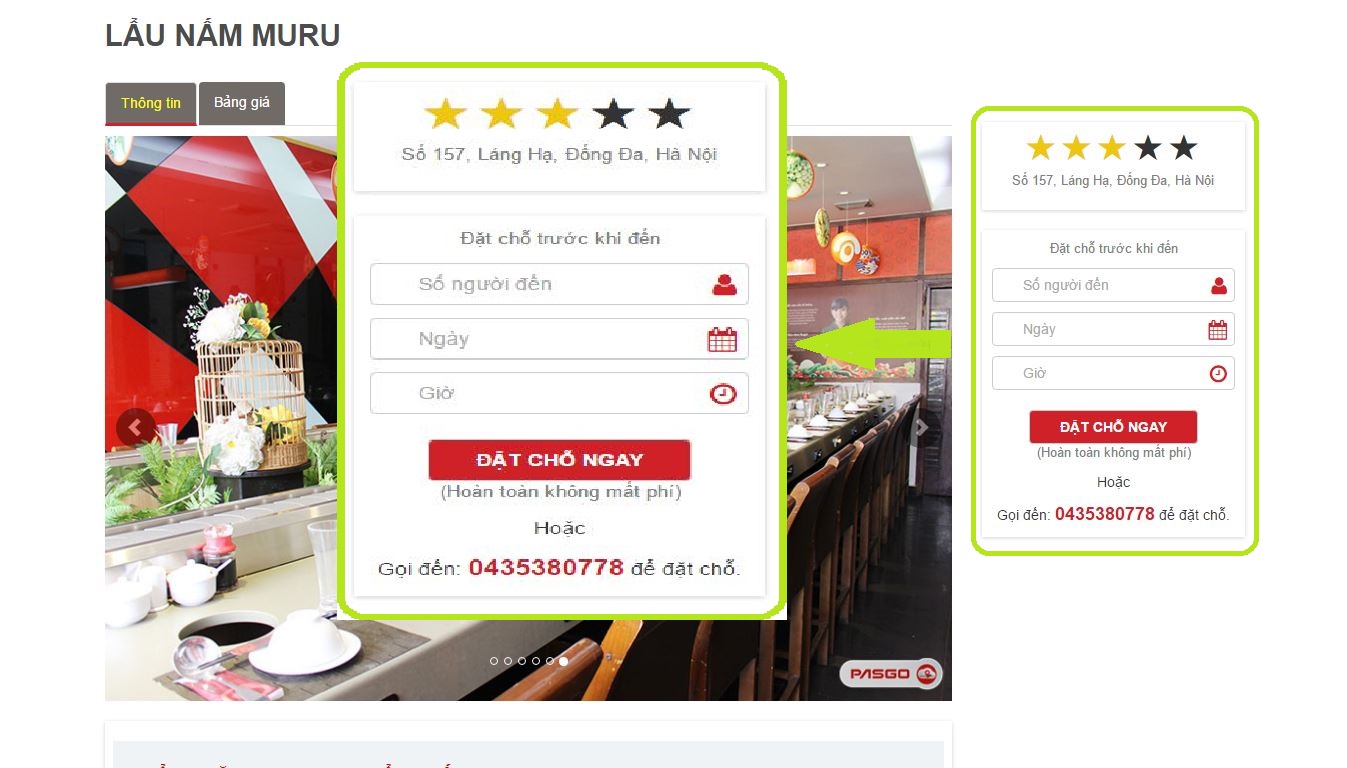 LẨU NẤM MURU
Thông tin
Bảng giá
Số 157, Láng Hạ, Đống Đa, Hà Nội
Đặt chỗ trước khi đến
Số người đến
Ngày
Giờ
ĐẶT CHỖ NGAY
(Hoàn toàn không mất phí)
Hoặc
Gọi đến: 0435380778 để đặt chỗ.
PASGO
Số 157, Láng Hạ, Đống Đa, Hà Nội
Đặt chỗ trước khi đến
Số người đến
Ngày
Giờ
ĐẶT CHỖ NGAY
(Hoàn toàn không mất phí)
Hoặc
Gọi đến: 0435380778 để đặt chỗ.